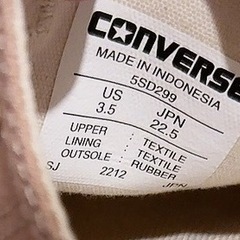 CONVERSE
MADE IN INDONESIA
5SD299
US JPN
3.5 22.5
UPPER : TEXTILE
LINING : TEXTILE
OUTSOLE : RUBBER
SJ 2212 JPN